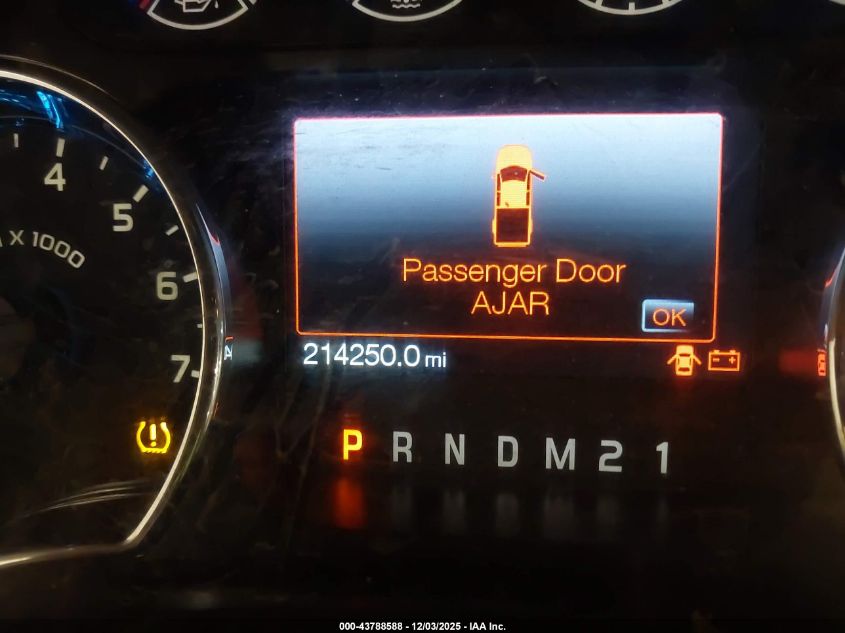 4
5
X 1000
6
7
Passenger Door
AJAR
OK
214250.0 mi
P R N D M 2 1
000-43788588 - 12/03/2025 - IAA Inc.